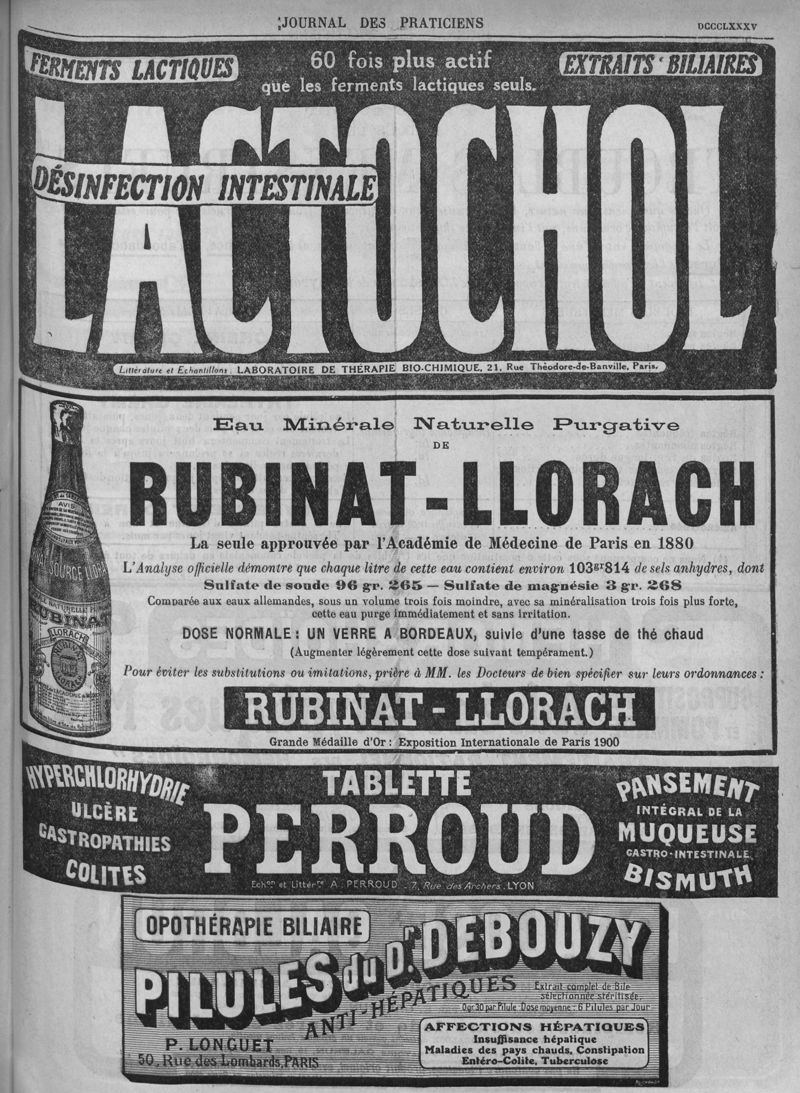 JOURNAL DES PRATICIENS
DCCCLXXXV
FERMENTS LACTIQUES
60 fois plus actif
que les ferments lactiques seuls.
EXTRAITS BILIAIRES
LACTOCHOL
DÉSINFECTION INTESTINALE
Littérature et Echantillons: LABORATOIRE DE THÉRAPIE BIO-CHIMIQUE, 21, Rue Théodore-de-Banville, Paris.
Eau Minérale Naturelle Purgative
DE
RUBINAT-LLORACH
La seule approuvée par l'Académie de Médecine de Paris en 1880
L'Analyse officielle démontre que chaque litre de cette eau contient environ 103gr814 de sels anhydres, dont
Sulfate de soude 96 gr. 265 — Sulfate de magnésie 3 gr. 268
Comparée aux eaux allemandes, sous un volume trois fois moindre, avec sa minéralisation trois fois plus forte,
cette eau purge immédiatement et sans irritation.
DOSE NORMALE: UN VERRE A BORDEAUX, suivie d'une tasse de thé chaud
(Augmenter légèrement cette dose suivant tempérament.)
Pour éviter les substitutions ou imitations, prière à MM. les Docteurs de bien spécifier sur leurs ordonnances:
RUBINAT-LLORACH
Grande Médaille d'Or: Exposition Internationale de Paris 1900
AVIS
SOURCE LLORACH
RUBINAT
LLORACH
HYPERCHLORHYDRIE
ULCÈRE
GASTROPATHIES
COLITES
TABLETTE
PERROUD
Echon et Littérre A. PERROUD, 7, Rue des Archers, LYON
PANSEMENT
INTÉGRAL DE LA
MUQUEUSE
GASTRO-INTESTINALE
BISMUTH
OPOTHÉRAPIE BILIAIRE
PILULES du Dr DEBOUZY
ANTI-HÉPATIQUES
Extrait complet de Bile
sélectionnée stérilisée.
0gr.30 par Pilule. Dose moyenne: 6 Pilules par Jour
P. LONGUET
50, Rue des Lombards, PARIS
AFFECTIONS HÉPATIQUES
Insuffisance hépatique
Maladies des pays chauds, Constipation
Entéro-Colite, Tuberculose